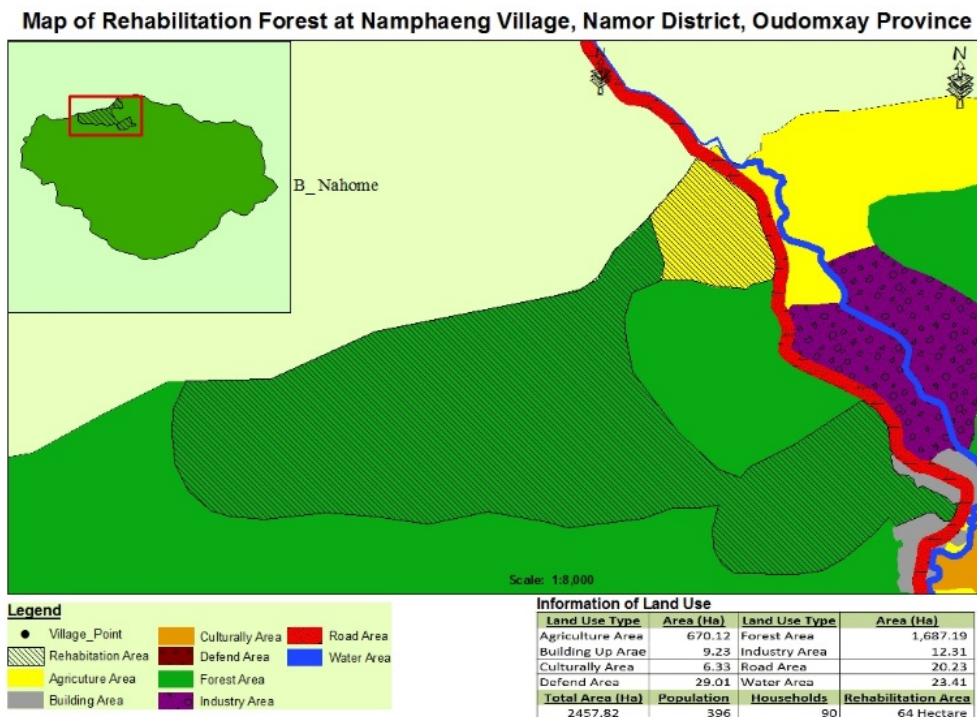 Map of Rehabilitation Forest at Namphaeng Village, Namor District, Oudomxay Province
N
N
B_ Nahome
Scale: 1:8,000
Legend
Village_Point
Rehabitation Area
Agricuture Area
Building Area
Culturally Area
Defend Area
Forest Area
Industry Area
Road Area
Water Area
Information of Land Use
Land Use Type Area (Ha) Land Use Type Area (Ha)
Agriculture Area 670.12 Forest Area 1,687.19
Building Up Arae 9.23 Industry Area 12.31
Culturally Area 6.33 Road Area 20.23
Defend Area 29.01 Water Area 23.41
Total Area (Ha) Population Households Rehabilitation Area
2457.82 396 90 64 Hectare